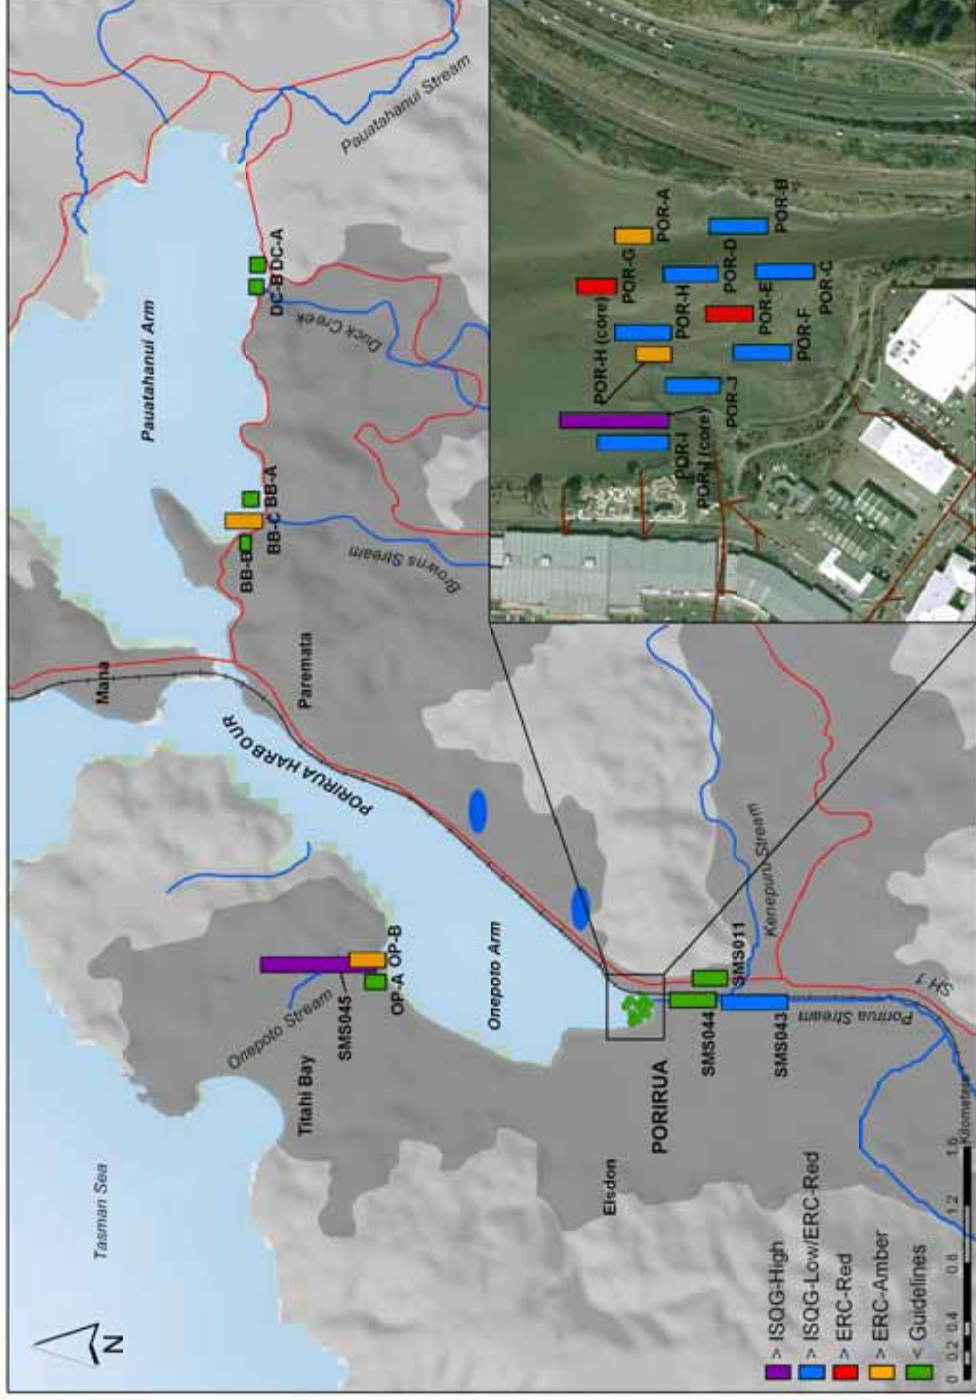 Tasman Sea
N
Mana
Pauatahanui Arm
Pauatahanui Stream
DC-B
DC-A
Duck Creek
BB-B
BB-C
BB-A
Browns Stream
Paremata
PORIRUA HARBOUR
Titahi Bay
Onepoto Stream
SMS045
OP-A
OP-B
Onepoto Arm
Elsdon
PORIRUA
SMS044
SMS011
SMS043
Kenepuru Stream
Porirua Stream
SH 1
POR-H (core)
POR-G
POR-A
POR-H
POR-D
POR-B
POR-E
POR-C
POR-F
POR-J
POR-I
(core)
> ISQG-High
> ISQG-Low/ERC-Red
> ERC-Red
> ERC-Amber
< Guidelines
0 0.2 0.4 0.8 1.2 1.6
Kilometers